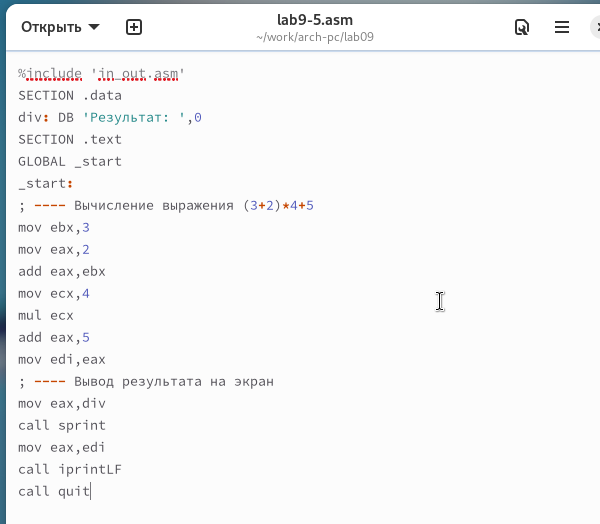 Открыть
lab9-5.asm
~/work/arch-pc/lab09
%include 'in_out.asm'
SECTION .data
div: DB 'Результат: ',0
SECTION .text
GLOBAL _start
_start:
; ---- Вычисление выражения (3+2)*4+5
mov ebx,3
mov eax,2
add eax,ebx
mov ecx,4
mul ecx
add eax,5
mov edi,eax
; ---- Вывод результата на экран
mov eax,div
call sprint
mov eax,edi
call iprintLF
call quit